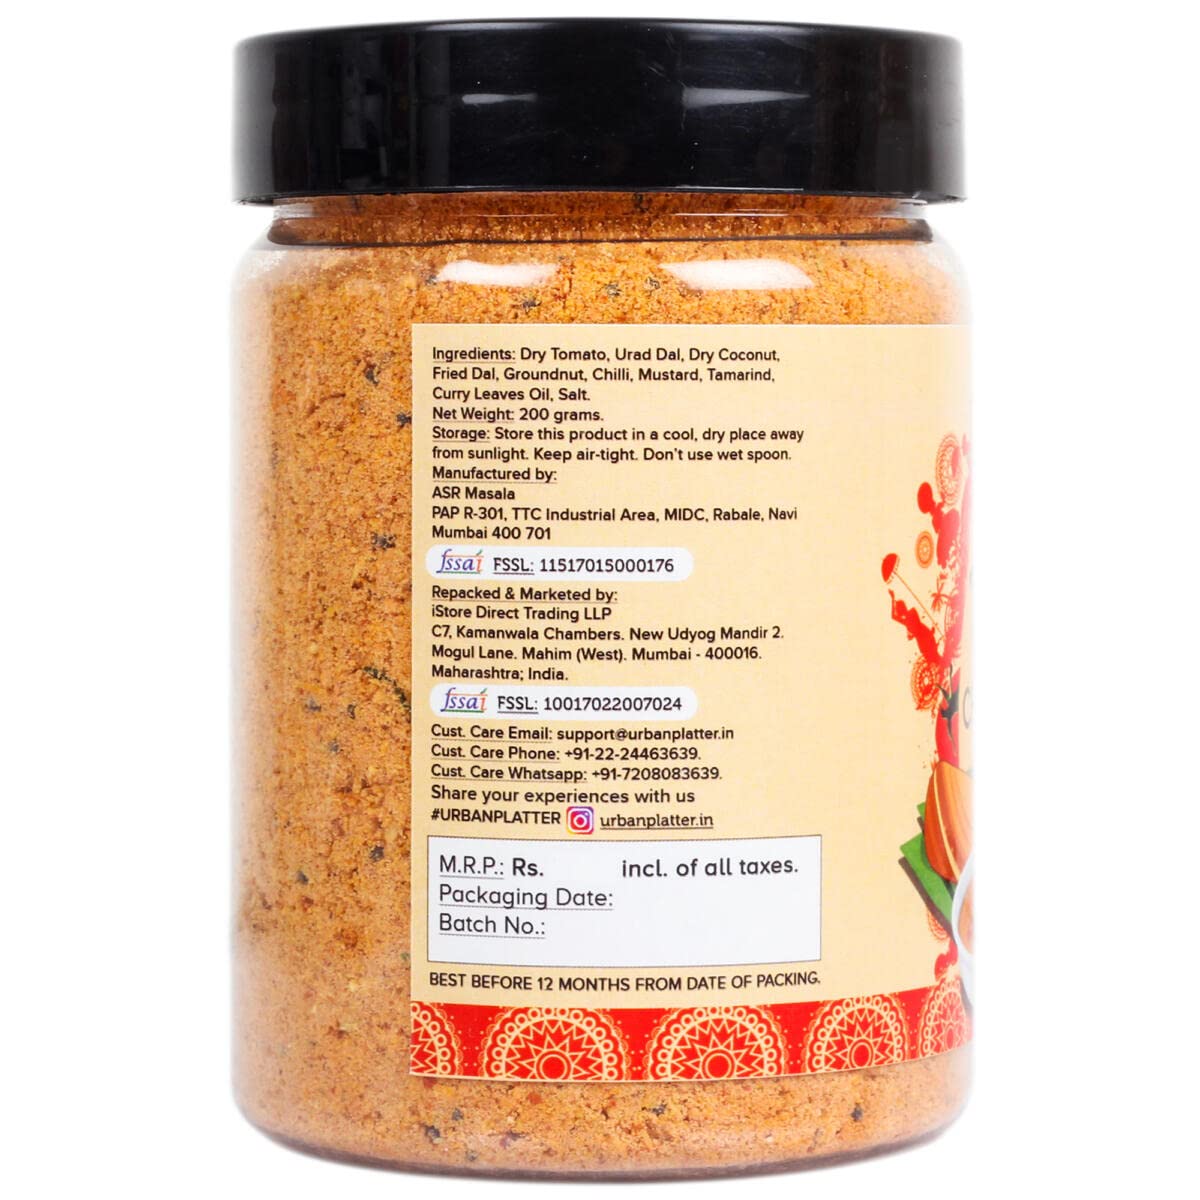 Ingredients: Dry Tomato, Urad Dal, Dry Coconut,
Fried Dal, Groundnut, Chilli, Mustard, Tamarind,
Curry Leaves Oil, Salt.
Net Weight: 200 grams.
Storage: Store this product in a cool, dry place away
from sunlight. Keep air-tight. Don't use wet spoon.
Manufactured by:
ASR Masala
PAP R-301, TTC Industrial Area, MIDC, Rabale, Navi
Mumbai 400 701
fssai FSSL: 11517015000176
Repacked & Marketed by:
iStore Direct Trading LLP
C7, Kamanwala Chambers. New Udyog Mandir 2.
Mogul Lane. Mahim (West). Mumbai - 400016.
Maharashtra; India.
fssai FSSL: 10017022007024
Cust. Care Email: support@urbanplatter.in
Cust. Care Phone: +91-22-24463639.
Cust. Care Whatsapp: +91-7208083639.
Share your experiences with us
#URBANPLATTER urbanplatter.in
M.R.P.: Rs. incl. of all taxes.
Packaging Date:
Batch No.:
BEST BEFORE 12 MONTHS FROM DATE OF PACKING.